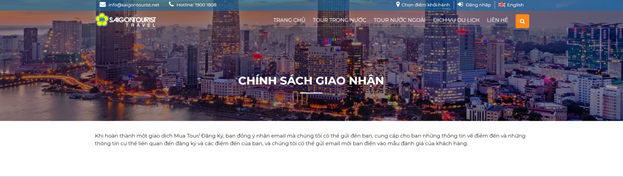 info@saigontourist.net Hotline: 1900 1808 Chọn điểm khởi hành Đăng nhập English
SAIGONTOURIST
TRAVEL
TRANG CHỦ TOUR TRONG NƯỚC TOUR NƯỚC NGOÀI DỊCH VỤ DU LỊCH LIÊN HỆ
CHÍNH SÁCH GIAO NHẬN
Khi hoàn thành một giao dịch Mua Tour/ Đăng Ký, bạn đồng ý nhận email mà chúng tôi có thể gửi đến bạn, cung cấp cho bạn những thông tin về điểm đến và những
thông tin cụ thể liên quan đến đăng ký và các điểm đến của bạn, và chúng tôi có thể gửi email mời bạn điền vào mẫu đánh giá của khách hàng.